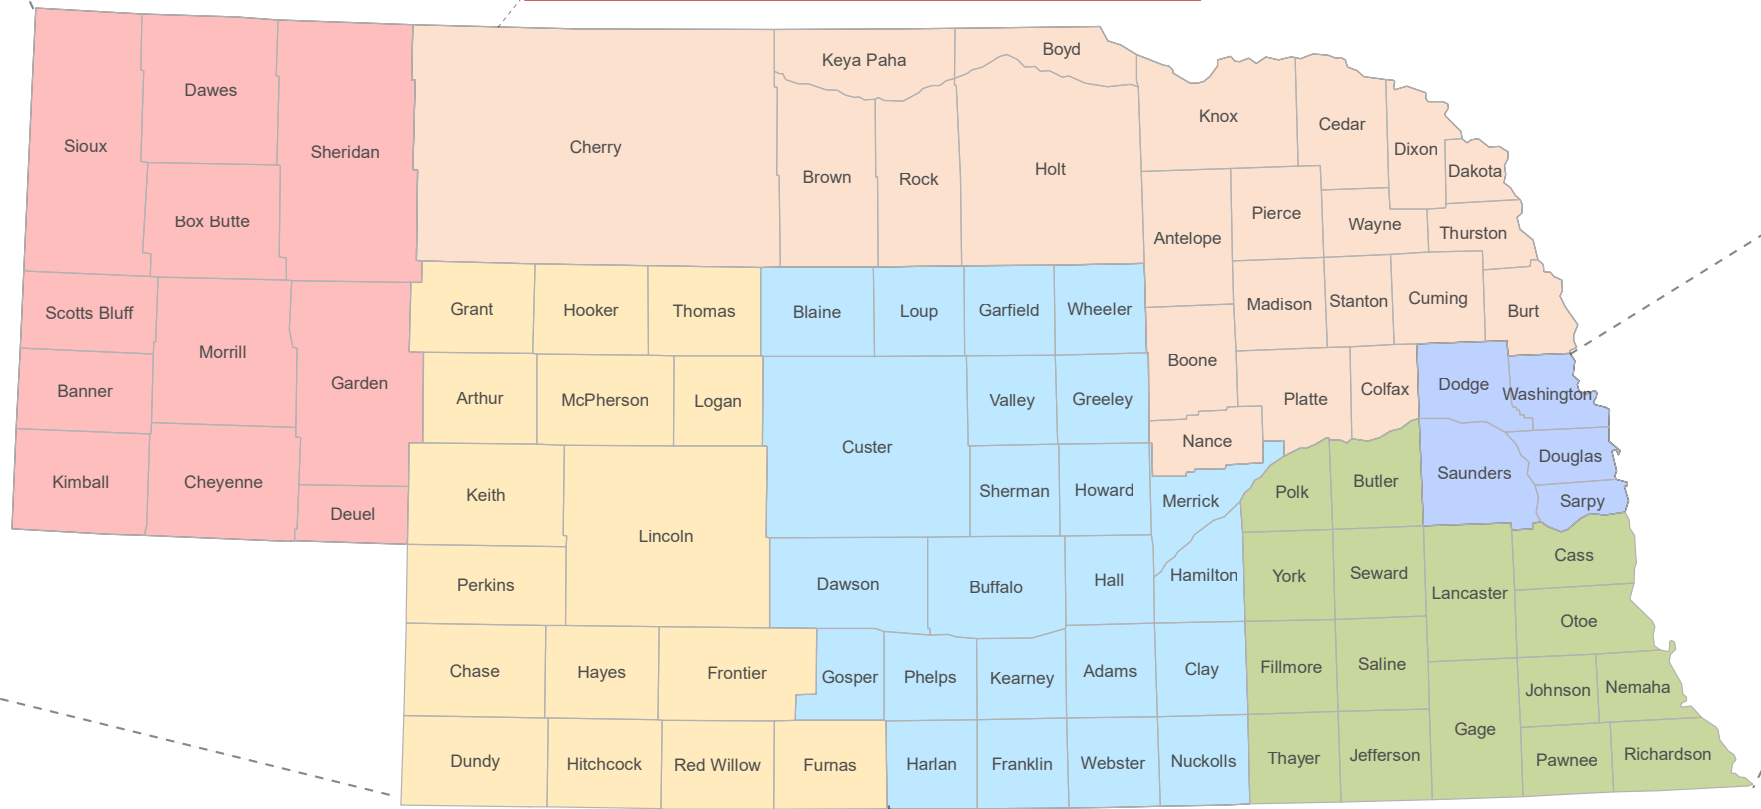 Boyd
Keya Paha
Dawes
Knox
Cedar
Sioux
Cherry
Sheridan
Dixon
Holt
Dakota
Brown
Rock
Pierce
Box Butte
Wayne
Thurston
Antelope
Cuming
Madison
Stanton
Grant
Hooker
Thomas
Blaine
Loup
Garfield
Wheeler
Burt
Scotts Bluff
Morrill
Boone
Garden
Dodge
Colfax
Banner
Washington
Arthur
McPherson
Logan
Valley
Greeley
Platte
Nance
Custer
Douglas
Saunders
Kimball
Cheyenne
Butler
Keith
Sherman
Howard
Polk
Merrick
Sarpy
Deuel
Lincoln
Cass
Perkins
Dawson
Buffalo
Hall
Hamilton
York
Seward
Lancaster
Otoe
Chase
Hayes
Frontier
Gosper
Phelps
Kearney
Adams
Clay
Fillmore
Saline
Johnson
Nemaha
Gage
Dundy
Hitchcock
Red Willow
Furnas
Harlan
Franklin
Webster
Nuckolls
Thayer
Jefferson
Pawnee
Richardson